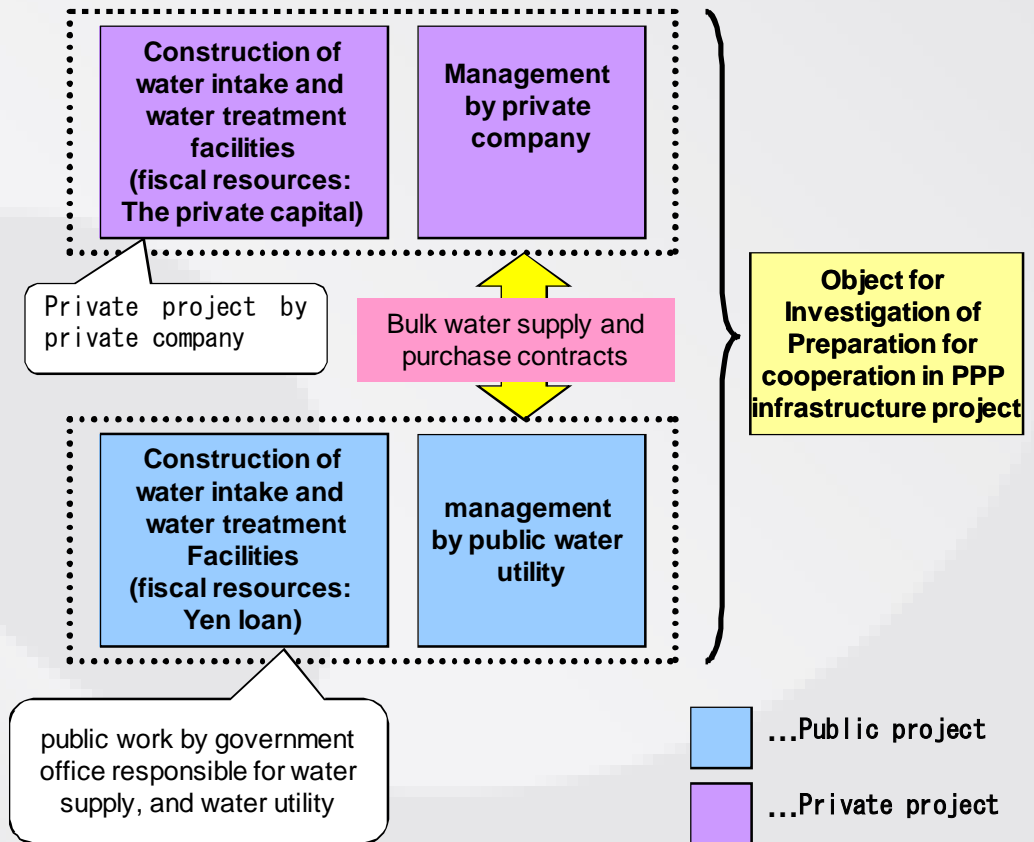 Construction of
water intake and
water treatment
facilities
(fiscal resources:
The private capital)
Management
by private
company
Private project by
private company
Bulk water supply and
purchase contracts
Object for
Investigation of
Preparation for
cooperation in PPP
infrastructure project
Construction of
water intake and
water treatment
Facilities
(fiscal resources:
Yen loan)
management
by public water
utility
public work by government
office responsible for water
supply, and water utility
...Public project
...Private project